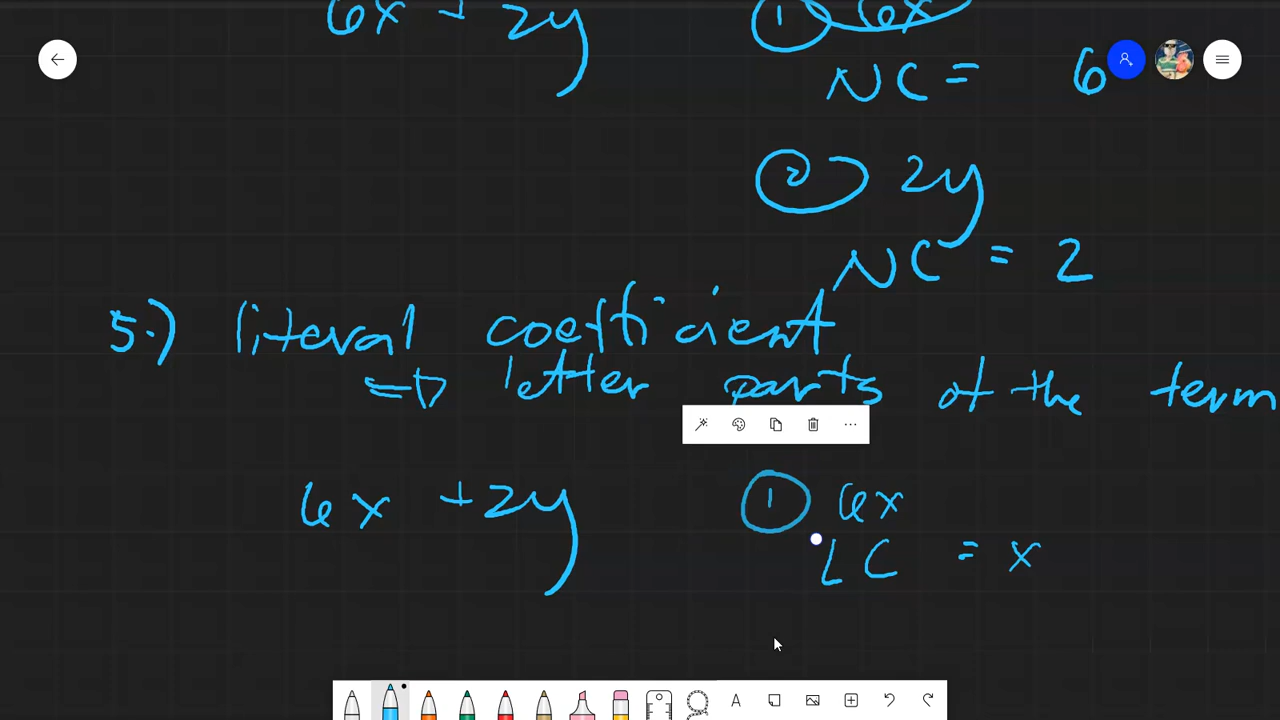 6x + 2y
① 6x
NC = 6
② 2y
NC = 2
5.) literal coefficient
⇒ letter parts of the term
6x +2y
① 6x
LC = x